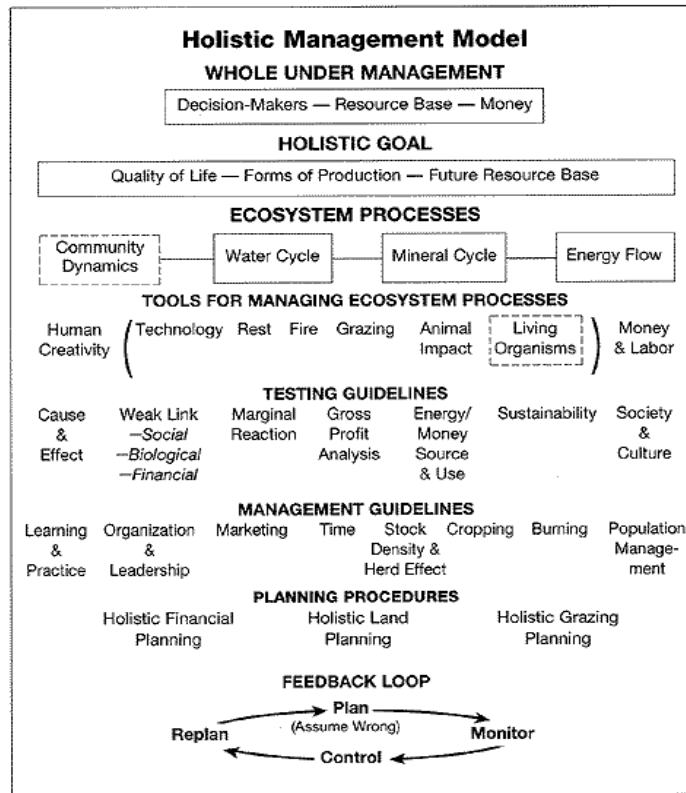 Holistic Management Model
WHOLE UNDER MANAGEMENT
Decision-Makers — Resource Base — Money
HOLISTIC GOAL
Quality of Life — Forms of Production — Future Resource Base
ECOSYSTEM PROCESSES
Community Dynamics
Water Cycle
Mineral Cycle
Energy Flow
TOOLS FOR MANAGING ECOSYSTEM PROCESSES
Human Creativity
(
Technology
Rest
Fire
Grazing
Animal Impact
Living Organisms
)
Money & Labor
TESTING GUIDELINES
Cause & Effect
Weak Link
—Social
—Biological
—Financial
Marginal Reaction
Gross Profit Analysis
Energy/ Money Source & Use
Sustainability
Society & Culture
MANAGEMENT GUIDELINES
Learning & Practice
Organization & Leadership
Marketing
Time
Stock Density & Herd Effect
Cropping
Burning
Population Manage- ment
PLANNING PROCEDURES
Holistic Financial Planning
Holistic Land Planning
Holistic Grazing Planning
FEEDBACK LOOP
Plan
(Assume Wrong)
Replan
Monitor
Control